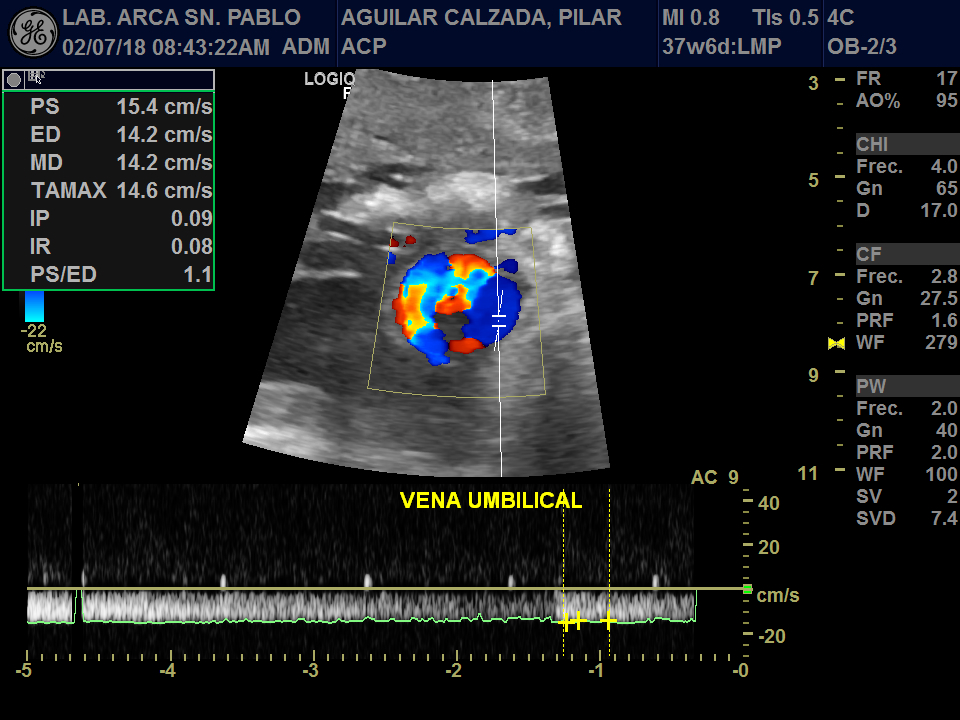 LAB. ARCA SN. PABLO
02/07/18 08:43:22AM ADM
AGUILAR CALZADA, PILAR
ACP
MI 0.8 TIs 0.5
37w6d:LMP
4C
OB-2/3
LOGIQ
PS 15.4 cm/s
ED 14.2 cm/s
MD 14.2 cm/s
TAMAX 14.6 cm/s
IP 0.09
IR 0.08
PS/ED 1.1
-22
cm/s
3
5
7
9
11
FR 17
AO% 95
CHI
Frec. 4.0
Gn 65
D 17.0
CF
Frec. 2.8
Gn 27.5
PRF 1.6
WF 279
PW
Frec. 2.0
Gn 40
PRF 2.0
WF 100
SV 2
SVD 7.4
AC 9
VENA UMBILICAL
40
20
cm/s
-20
-5 -4 -3 -2 -1 -0